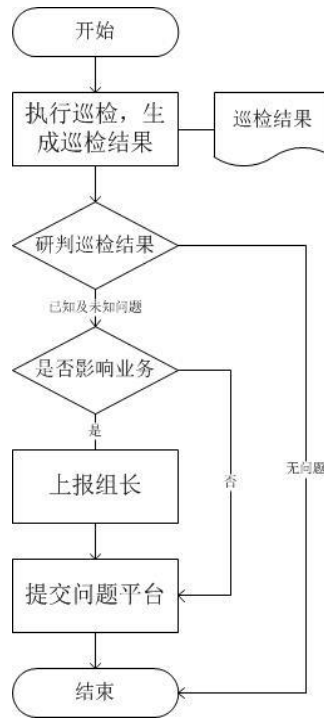 开始
执行巡检，生
成巡检结果
巡检结果
研判巡检结果
已知及未知问题
是否影响业务
是
上报组长
否
无问题
提交问题平台
结束